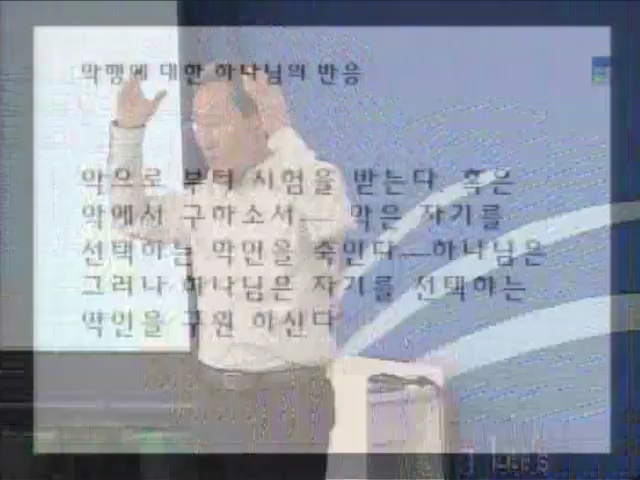 악행에 대한 하나님의 반응
악으로 부터 시험을 받는다 혹은
악에서 구하소서— 악은 자기를
선택하는 악인을 죽인다—하나님은
그러나 하나님은 자기를 선택하는
악인을 구원 하신다